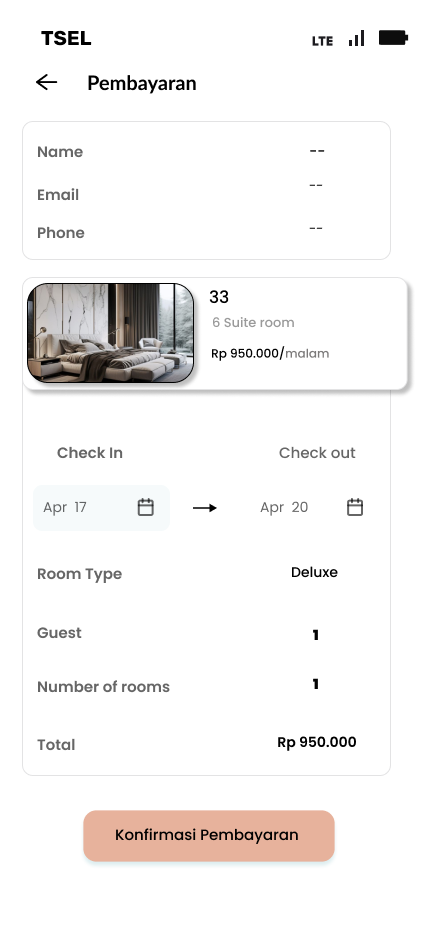 TSEL LTE
Pembayaran
Name --
Email --
Phone --
33
6 Suite room
Rp 950.000/malam
Check In Check out
Apr 17 Apr 20
Room Type Deluxe
Guest 1
Number of rooms 1
Total Rp 950.000
Konfirmasi Pembayaran